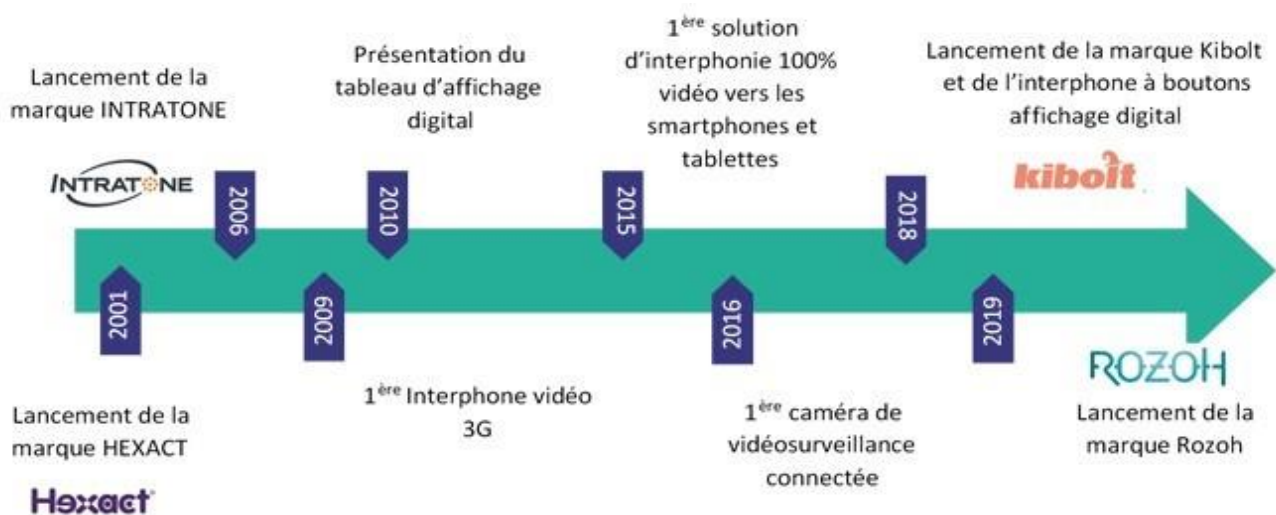 Lancement de la
marque INTRATONE
INTRATONE
2006
Présentation du
tableau d'affichage
digital
2010
1ère solution
d'interphonie 100%
vidéo vers les
smartphones et
tablettes
2015
Lancement de la marque Kibolt
et de l'interphone à boutons
affichage digital
kibolt
2018
2001
Lancement de la
marque HEXACT
Hexact
2009
1ère Interphone vidéo
3G
2016
1ère caméra de
vidéosurveillance
connectée
2019
ROZOH
Lancement de la
marque Rozoh